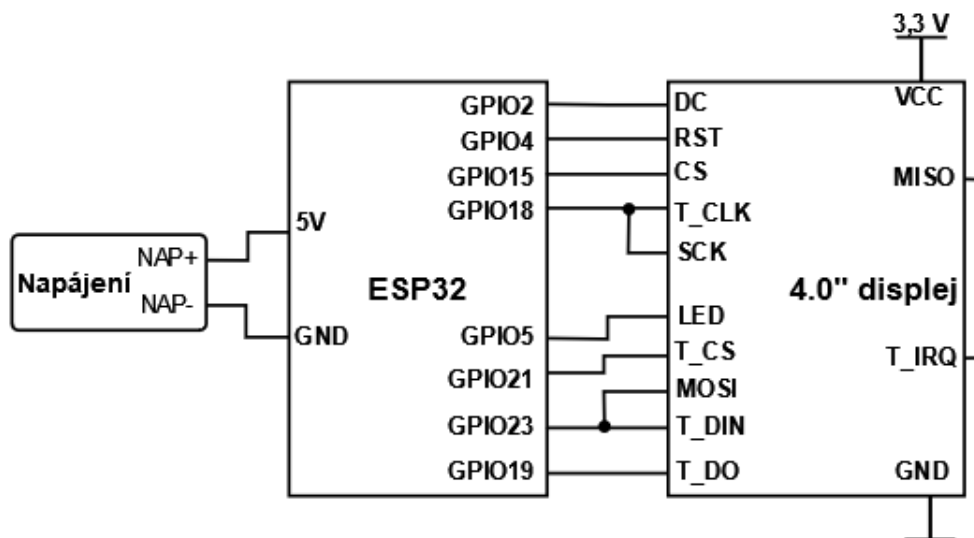 3,3 V
GPIO2
GPIO4
GPIO15
GPIO18
DC
RST
CS
T_CLK
SCK
VCC
MISO
5V
NAP+
Napájení
NAP-
GND
ESP32
4.0" displej
GPIO5
GPIO21
GPIO23
GPIO19
LED
T_CS
MOSI
T_DIN
T_DO
T_IRQ
GND